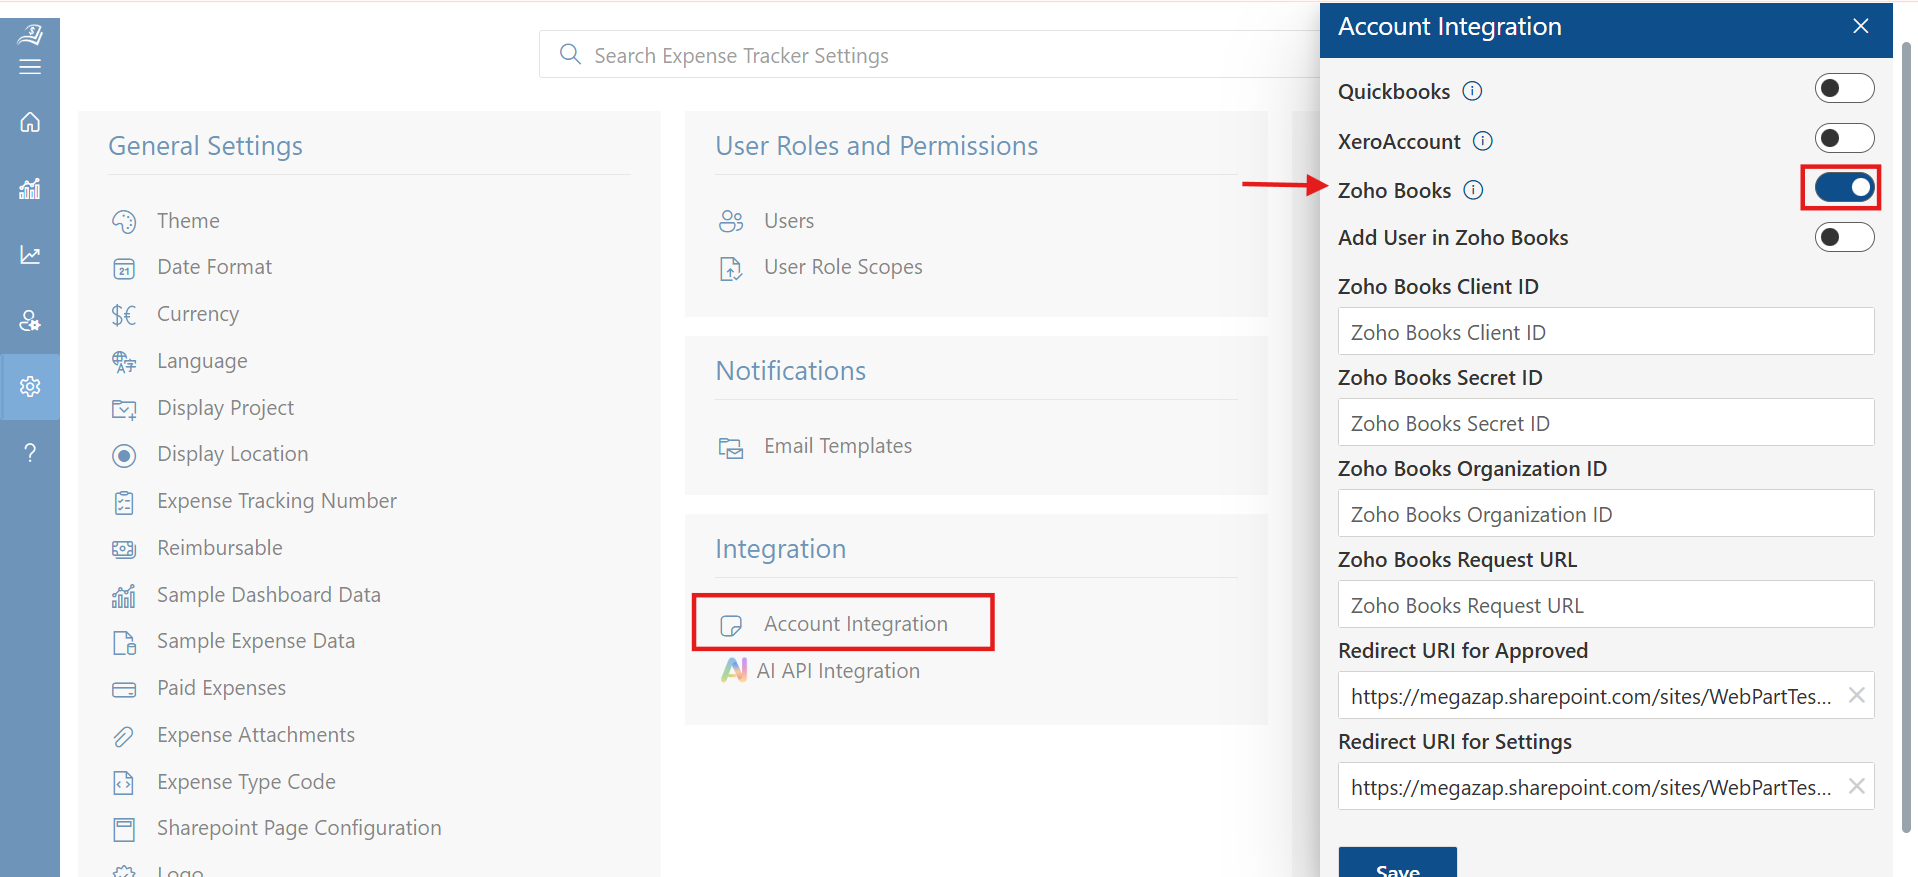 Search Expense Tracker Settings
General Settings
Theme
21
Date Format
$€ Currency
Language
Display Project
Display Location
Expense Tracking Number
Reimbursable
Sample Dashboard Data
Sample Expense Data
Paid Expenses
Expense Attachments
Expense Type Code
Sharepoint Page Configuration
Logo
User Roles and Permissions
Users
User Role Scopes
Notifications
Email Templates
Integration
Account Integration
AI AI API Integration
Account Integration
Quickbooks
XeroAccount
Zoho Books
Add User in Zoho Books
Zoho Books Client ID
Zoho Books Client ID
Zoho Books Secret ID
Zoho Books Secret ID
Zoho Books Organization ID
Zoho Books Organization ID
Zoho Books Request URL
Zoho Books Request URL
Redirect URI for Approved
https://megazap.sharepoint.com/sites/WebPartTes...
Redirect URI for Settings
https://megazap.sharepoint.com/sites/WebPartTes...
Save